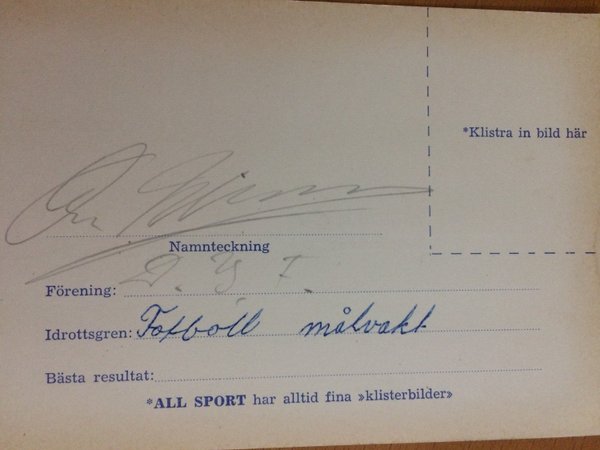 *Klistra in bild här
Namnteckning
Förening:
Idrottsgren: Fotboll målvakt
Bästa resultat:
*ALL SPORT har alltid fina »klisterbilder»